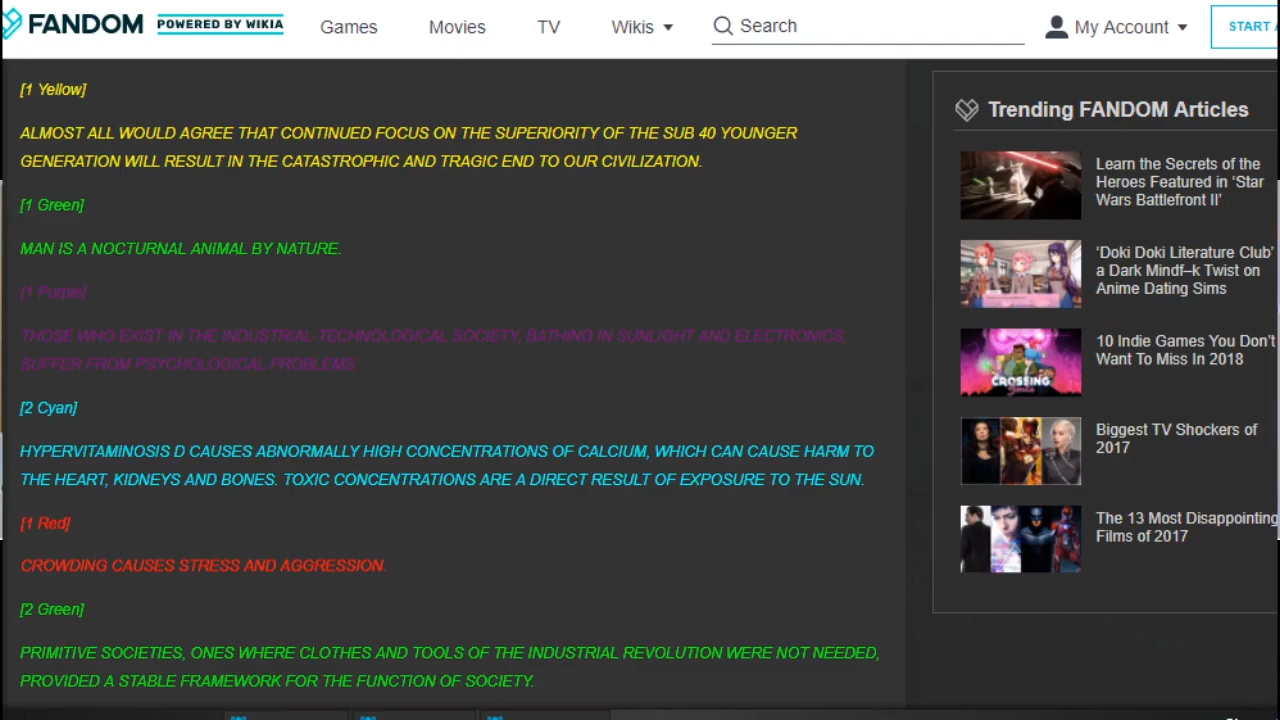 FANDOM POWERED BY WIKIA Games Movies TV Wikis Search My Account START
[1 Yellow]
ALMOST ALL WOULD AGREE THAT CONTINUED FOCUS ON THE SUPERIORITY OF THE SUB 40 YOUNGER
GENERATION WILL RESULT IN THE CATASTROPHIC AND TRAGIC END TO OUR CIVILIZATION.
[1 Green]
MAN IS A NOCTURNAL ANIMAL BY NATURE.
[1 Purple]
THOSE WHO EXIST IN THE INDUSTRIAL-TECHNOLOGICAL SOCIETY, BATHING IN SUNLIGHT AND ELECTRONICS,
SUFFER FROM PSYCHOLOGICAL PROBLEMS.
[2 Cyan]
HYPERVITAMINOSIS D CAUSES ABNORMALLY HIGH CONCENTRATIONS OF CALCIUM, WHICH CAN CAUSE HARM TO
THE HEART, KIDNEYS AND BONES. TOXIC CONCENTRATIONS ARE A DIRECT RESULT OF EXPOSURE TO THE SUN.
[1 Red]
CROWDING CAUSES STRESS AND AGGRESSION.
[2 Green]
PRIMITIVE SOCIETIES, ONES WHERE CLOTHES AND TOOLS OF THE INDUSTRIAL REVOLUTION WERE NOT NEEDED,
PROVIDED A STABLE FRAMEWORK FOR THE FUNCTION OF SOCIETY.
Trending FANDOM Articles
Learn the Secrets of the
Heroes Featured in ‘Star
Wars Battlefront II’
‘Doki Doki Literature Club’
a Dark Mindf–k Twist on
Anime Dating Sims
CROSSING
Souls
10 Indie Games You Don’t
Want To Miss In 2018
Biggest TV Shockers of
2017
The 13 Most Disappointing
Films of 2017